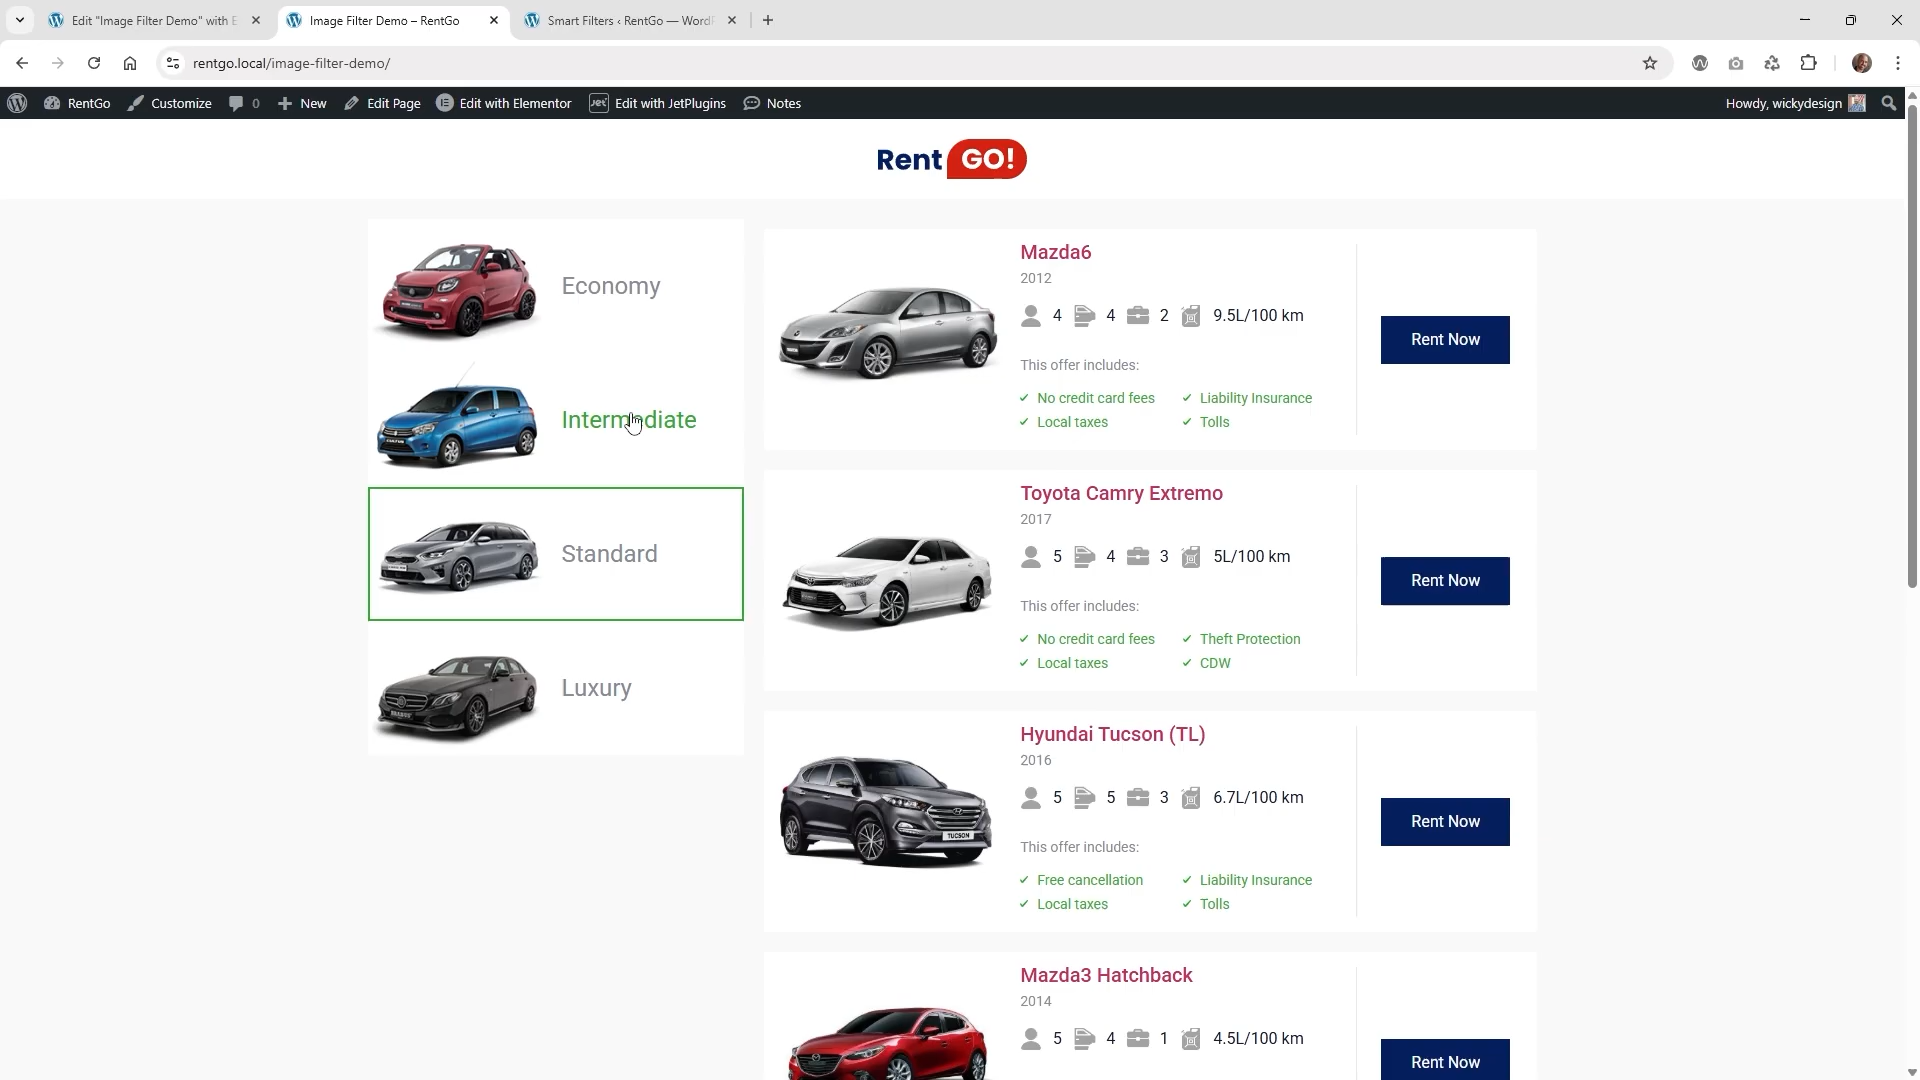 Edit "Image Filter Demo" with E
Image Filter Demo – RentGo
Smart Filters ‹ RentGo — WordP
rentgo.local/image-filter-demo/
RentGo
Customize
0
New
Edit Page
Edit with Elementor
Edit with JetPlugins
Notes
Howdy, wickydesign
Rent GO!
Economy
Intermediate
Standard
Luxury
Mazda6
2012
4 4 2 9.5L/100 km
This offer includes:
No credit card fees Liability Insurance
Local taxes Tolls
Rent Now
Toyota Camry Extremo
2017
5 4 3 5L/100 km
This offer includes:
No credit card fees Theft Protection
Local taxes CDW
Rent Now
Hyundai Tucson (TL)
2016
5 5 3 6.7L/100 km
TUCSON
This offer includes:
Free cancellation Liability Insurance
Local taxes Tolls
Rent Now
Mazda3 Hatchback
2014
5 4 1 4.5L/100 km
Rent Now